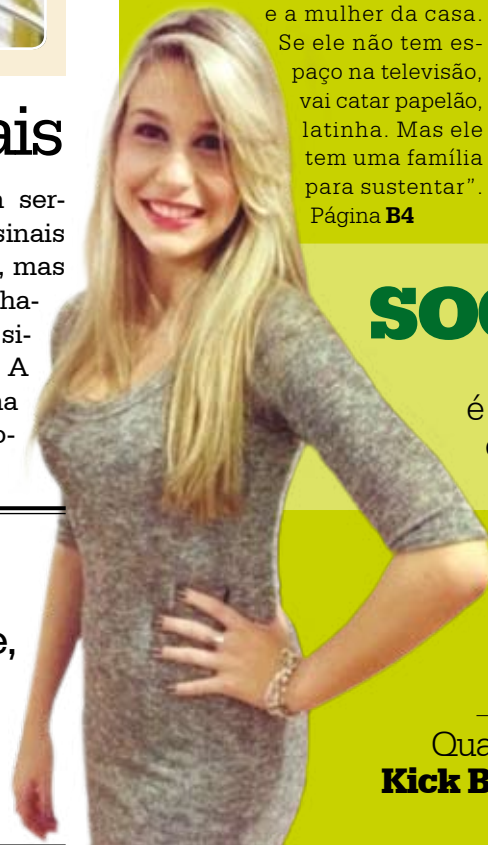 e a mulher da casa.
Se ele não tem es-
paço na televisão,
vai catar papelão,
latinha. Mas ele
tem uma família
para sustentar”.
Página B4
ais
ser-
sinais
, mas
ha-
si-
A
na
o-
e,
soc
é
Qua
Kick B